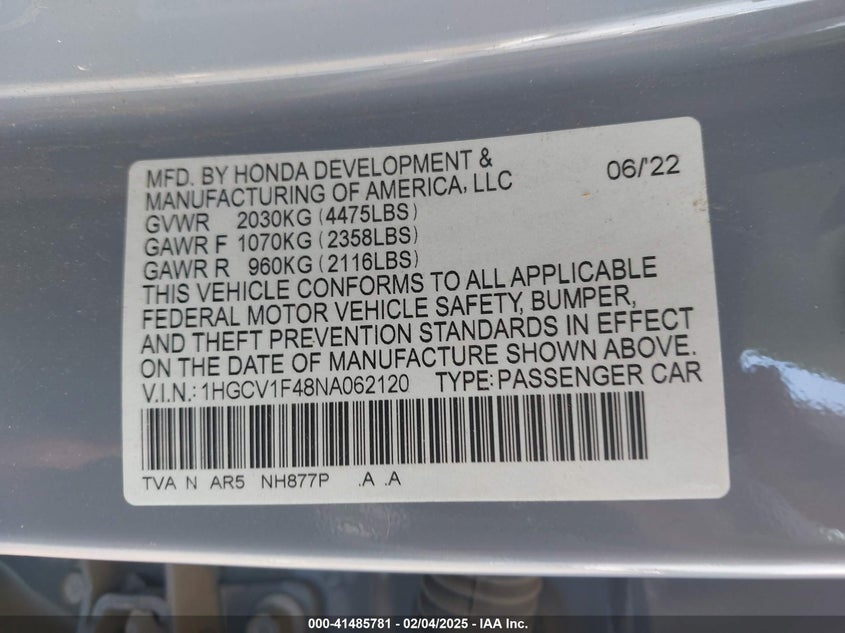 MFD. BY HONDA DEVELOPMENT & 06/'22
MANUFACTURING OF AMERICA, LLC
GVWR 2030KG (4475LBS)
GAWR F 1070KG (2358LBS)
GAWR R 960KG (2116LBS)
THIS VEHICLE CONFORMS TO ALL APPLICABLE
FEDERAL MOTOR VEHICLE SAFETY, BUMPER,
AND THEFT PREVENTION STANDARDS IN EFFECT
ON THE DATE OF MANUFACTURE SHOWN ABOVE.
V.I.N.: 1HGCV1F48NA062120 TYPE: PASSENGER CAR
TVA N AR5 NH877P .A .A
000-41485781 - 02/04/2025 - IAA Inc.